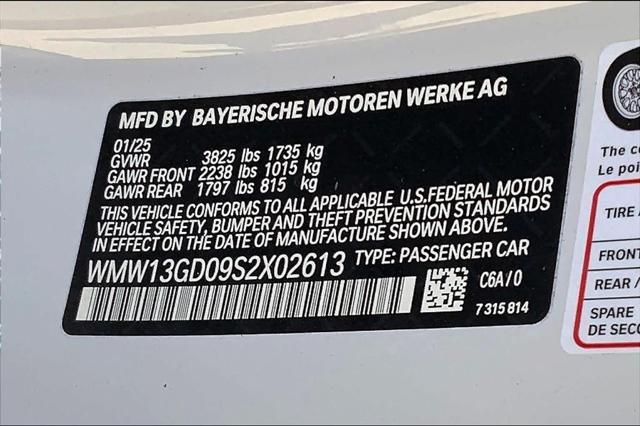 MFD BY BAYERISCHE MOTOREN WERKE AG
01/25
GVWR 3825 lbs 1735 kg
GAWR FRONT 2238 lbs 1015 kg
GAWR REAR 1797 lbs 815 kg
THIS VEHICLE CONFORMS TO ALL APPLICABLE U.S.FEDERAL MOTOR
VEHICLE SAFETY, BUMPER AND THEFT PREVENTION STANDARDS
IN EFFECT ON THE DATE OF MANUFACTURE SHOWN ABOVE.
WMW13GD09S2X02613 TYPE: PASSENGER CAR
C6A/0
7 315 814
The
Le
TIRE
FRONT
REAR /
SPARE
DE